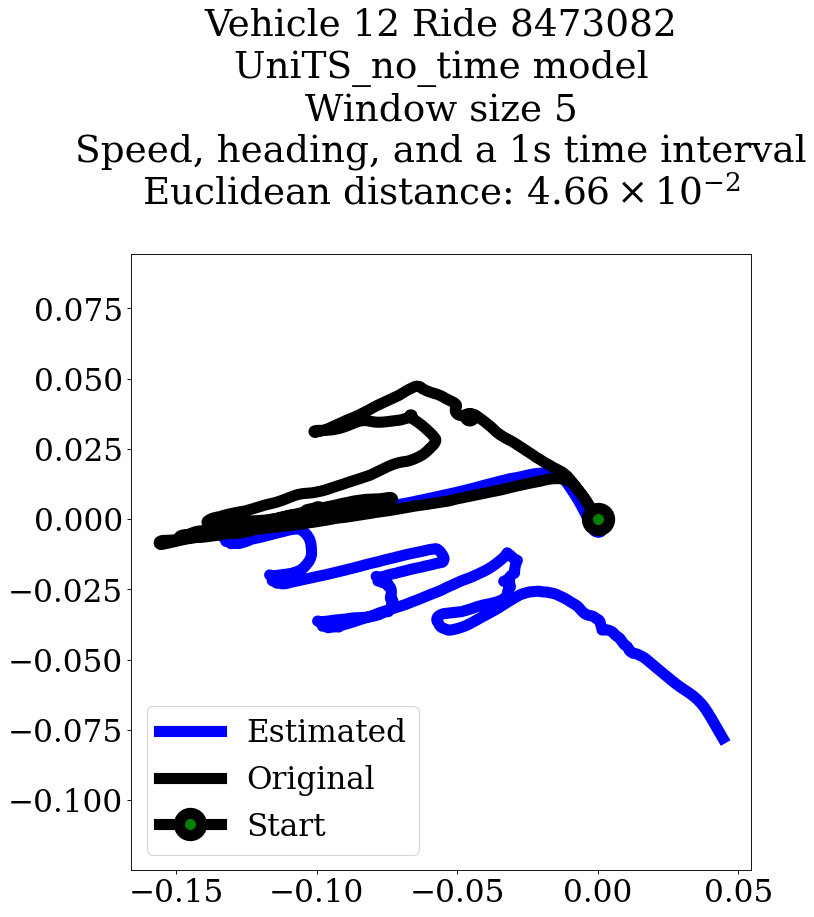 Vehicle 12 Ride 8473082
UniTS_no_time model
Window size 5
Speed, heading, and a 1s time interval
Euclidean distance: 4.66 × 10⁻²
0.075
0.050
0.025
0.000
−0.025
−0.050
−0.075
−0.100
Estimated
Original
Start
−0.15 −0.10 −0.05 0.00 0.05